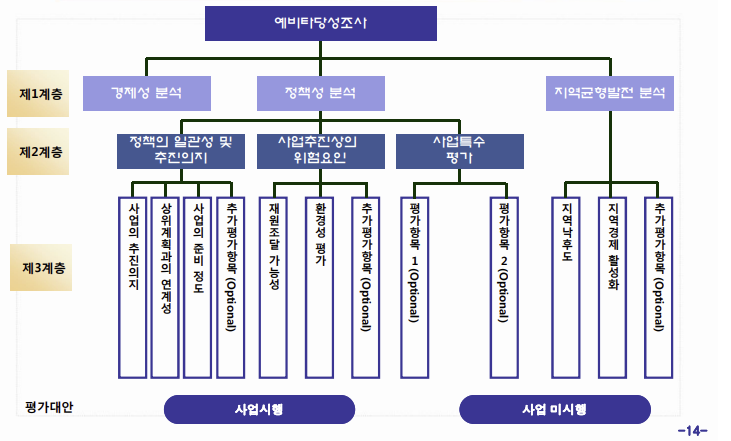 예비타당성조사
제1계층
경제성 분석
정책성 분석
지역균형발전 분석
제2계층
정책의 일관성 및
추진의지
사업추진상의
위험요인
사업특수
평가
제3계층
사업의 추진의지
상위계획과의 연계성
사업의 준비 정도
추가평가항목 (Optional)
재원조달 가능성
환경성 평가
추가평가항목 (Optional)
평가항목 1 (Optional)
평가항목 2 (Optional)
지역낙후도
지역경제 활성화
추가평가항목 (Optional)
평가대안
사업시행
사업 미시행
-14-